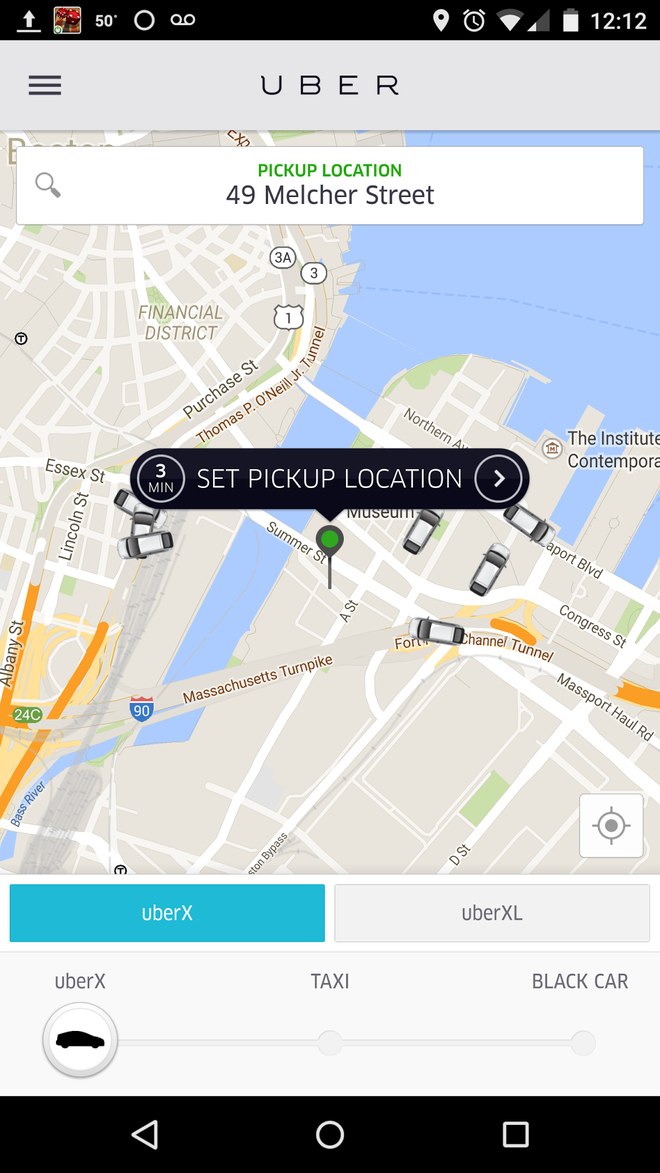 50°
12:12
UBER
PICKUP LOCATION
49 Melcher Street
3A
3
1
FINANCIAL
DISTRICT
Purchase St
Thomas P. O'Neill Jr. Tunnel
Northern
The Institute
Contempora
Essex St
3
MIN
SET PICKUP LOCATION
Museum
Lincoln St
Summer St
aport Blvd
A St
Congress St
Albany St
Fort
Channel Tunnel
Massachusetts Turnpike
Massport Haul Rd
24C
90
Bass River
ston Bypass
D St
T
T
uberX
uberXL
uberX
TAXI
BLACK CAR